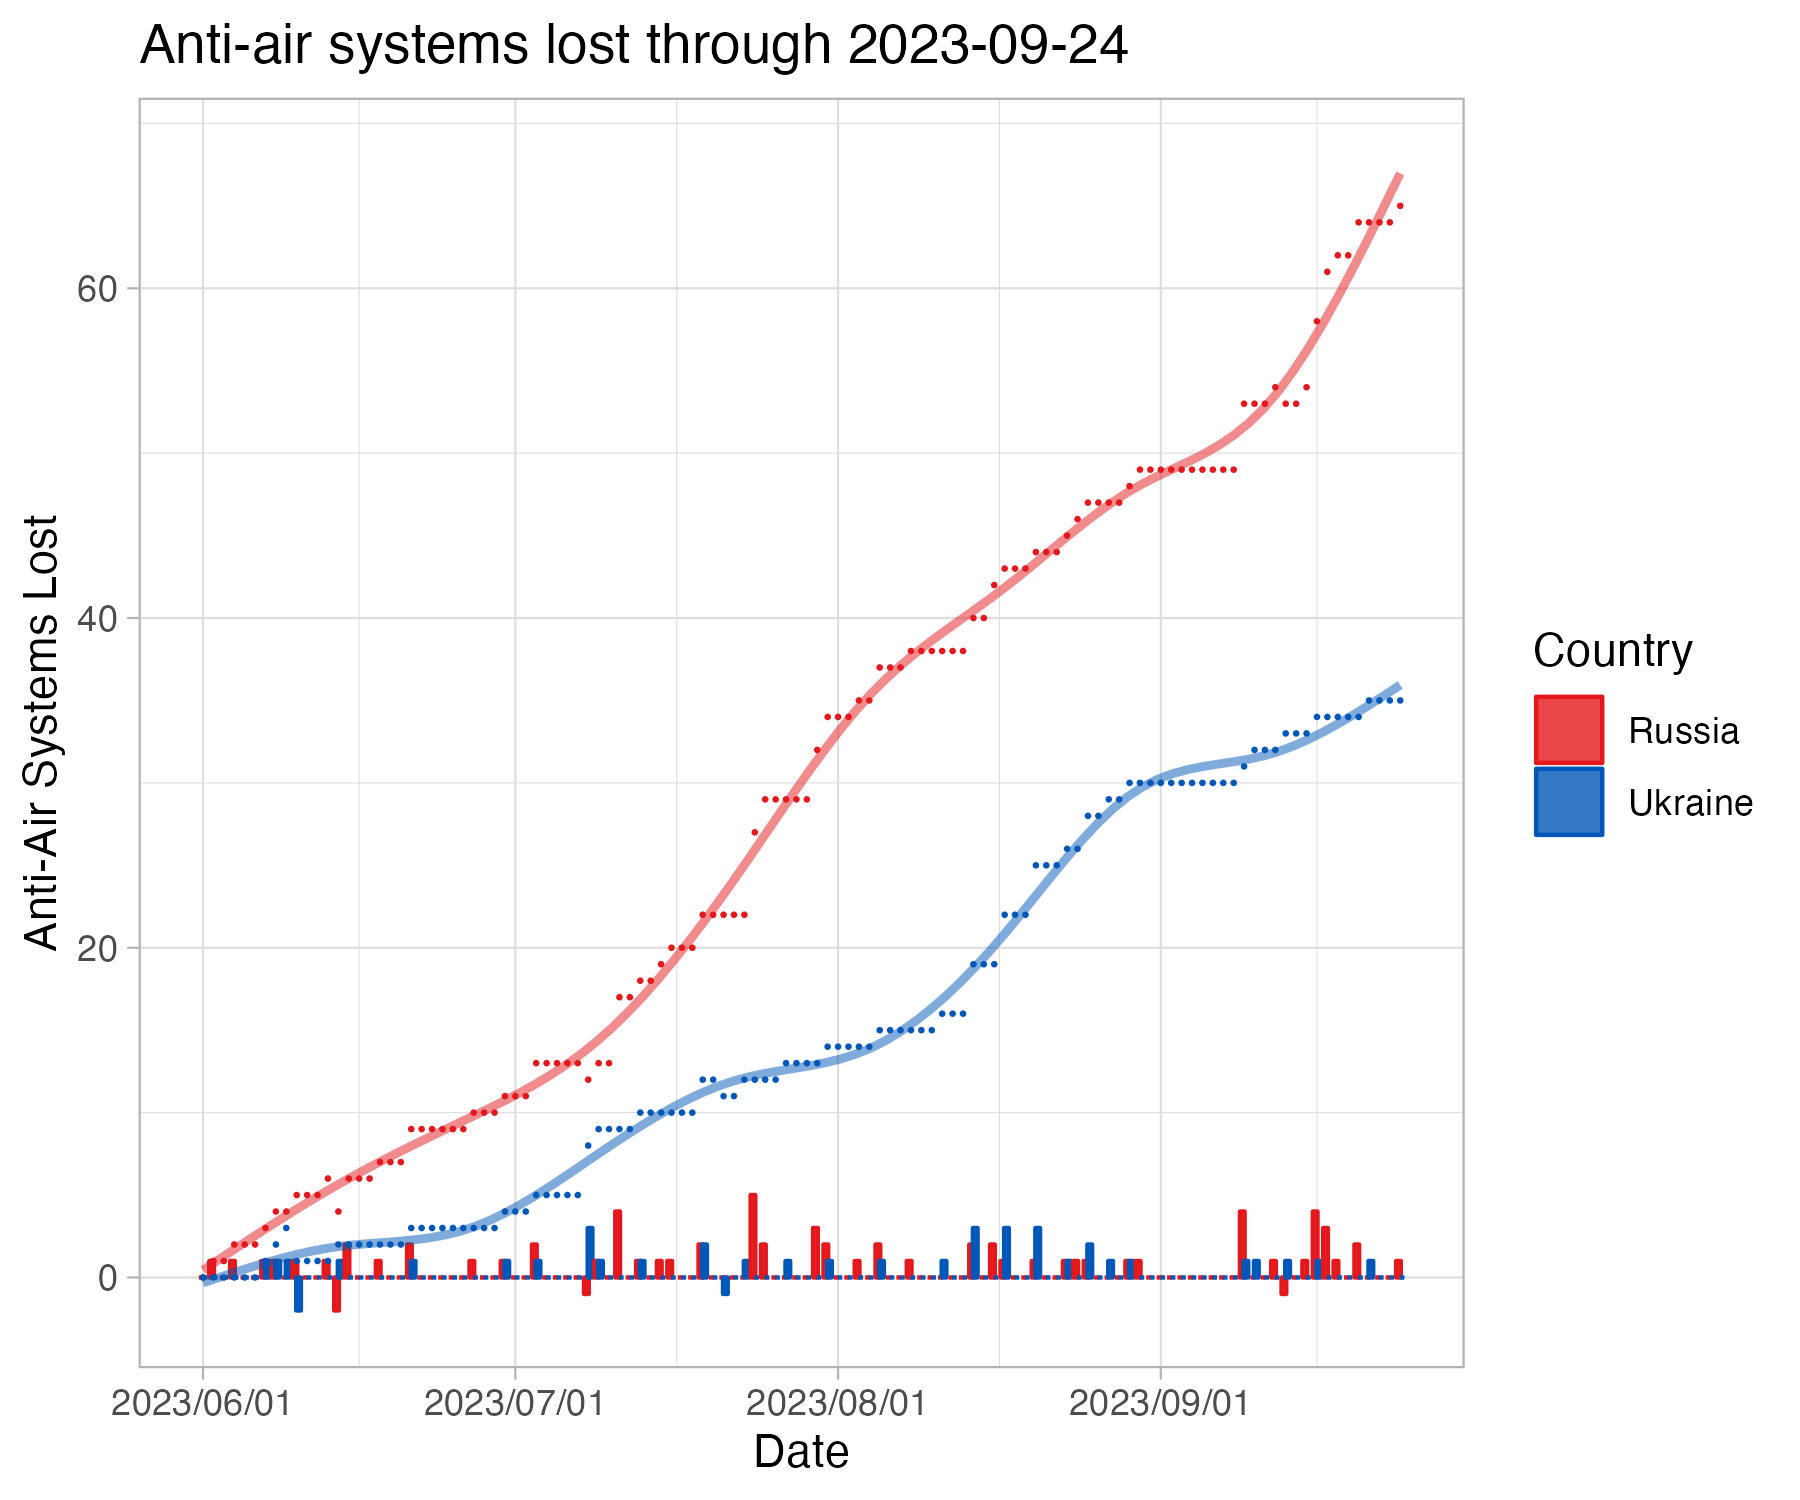 Anti-air systems lost through 2023-09-24
Anti-Air Systems Lost
60
40
20
0
2023/06/01
2023/07/01
2023/08/01
2023/09/01
Date
Country
Russia
Ukraine